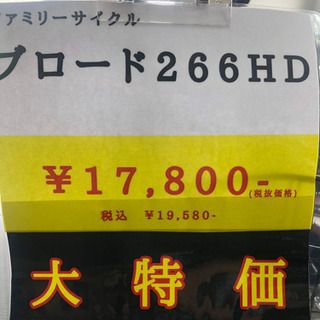 ファミリーサイクル
ブロード266HD
¥17,800-(税抜価格)
税込 ¥19,580-
大特価